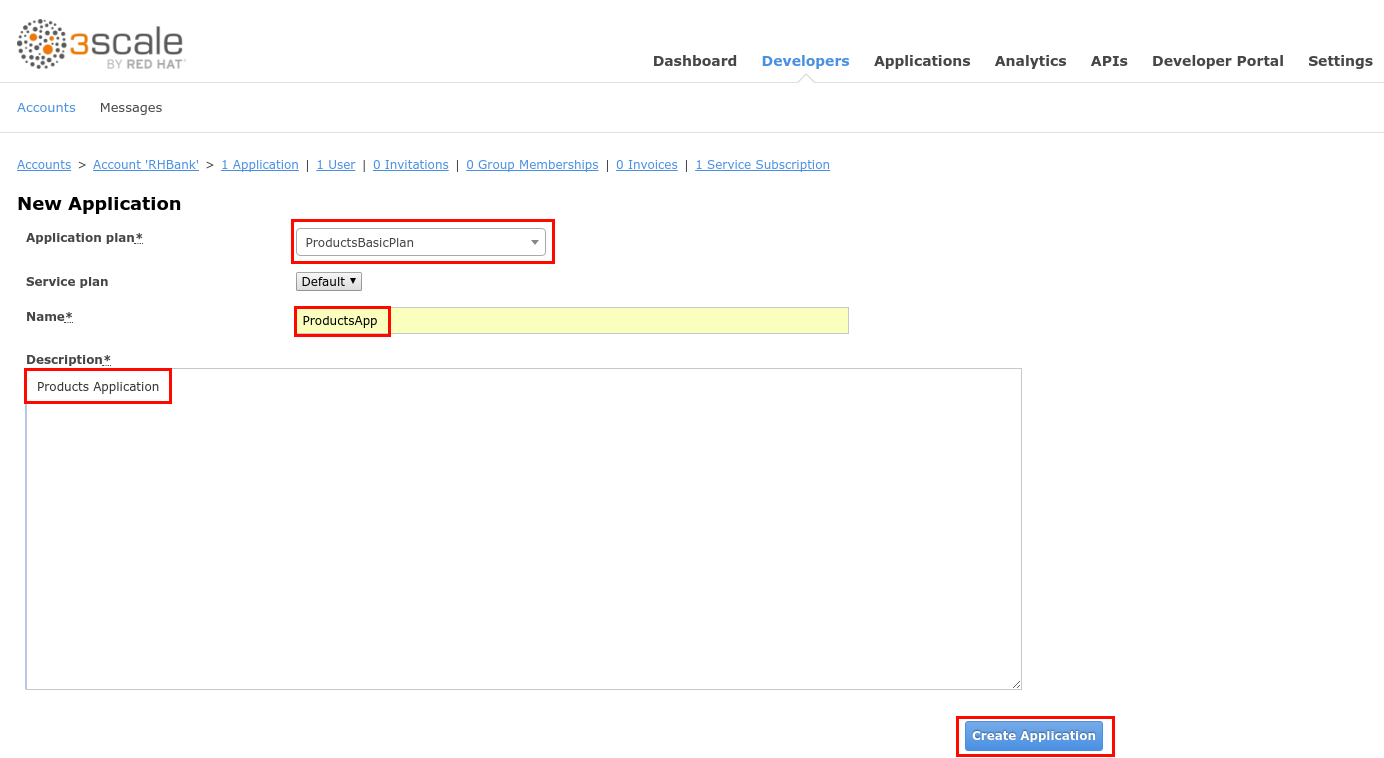 3scale
BY RED HAT
Dashboard Developers Applications Analytics APIs Developer Portal Settings
Accounts Messages
Accounts > Account 'RHBank' > 1 Application | 1 User | 0 Invitations | 0 Group Memberships | 0 Invoices | 1 Service Subscription
New Application
Application plan* ProductsBasicPlan
Service plan Default
Name* ProductsApp
Description*
Products Application
Create Application